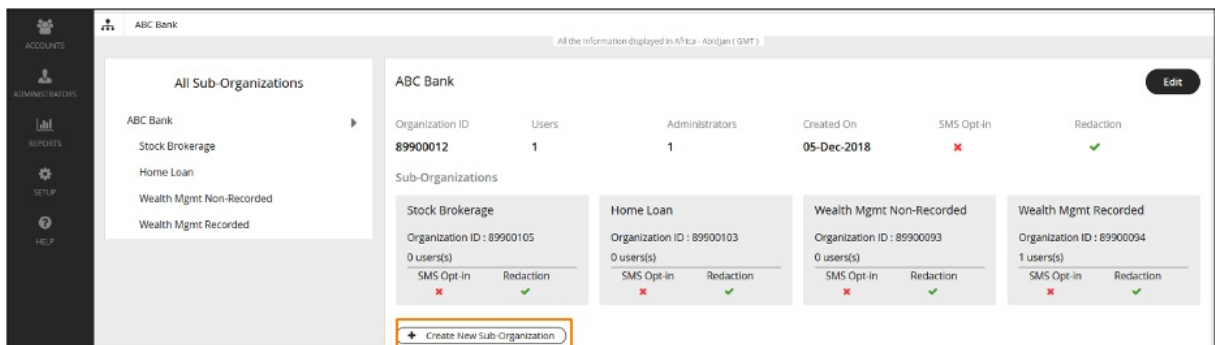 ABC Bank
All the information displayed in Africa - Abidjan ( GMT )
ACCOUNTS
ADMINISTRATORS
REPORTS
SETUP
HELP
All Sub-Organizations
ABC Bank
Stock Brokerage
Home Loan
Wealth Mgmt Non-Recorded
Wealth Mgmt Recorded
ABC Bank
Edit
Organization ID Users Administrators Created On SMS Opt-in Redaction
89900012 1 1 05-Dec-2018
Sub-Organizations
Stock Brokerage
Organization ID : 89900105
0 users(s)
SMS Opt-in Redaction
Home Loan
Organization ID : 89900103
0 users(s)
SMS Opt-in Redaction
Wealth Mgmt Non-Recorded
Organization ID : 89900093
0 users(s)
SMS Opt-in Redaction
Wealth Mgmt Recorded
Organization ID : 89900094
1 users(s)
SMS Opt-in Redaction
+ Create New Sub-Organization